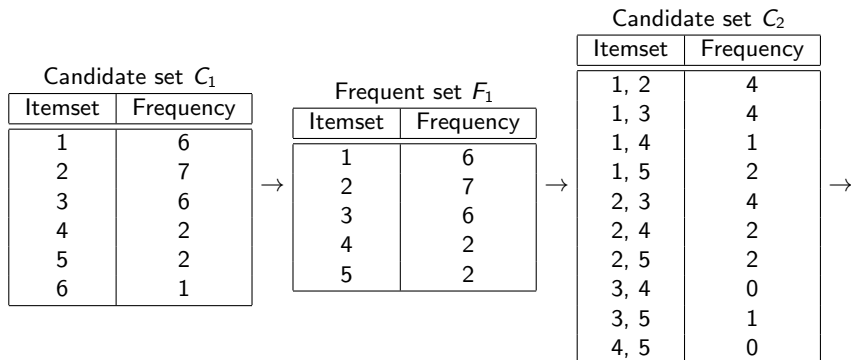 Candidate set C₁
Itemset Frequency
1 6
2 7
3 6
4 2
5 2
6 1
→
Frequent set F₁
Itemset Frequency
1 6
2 7
3 6
4 2
5 2
→
Candidate set C₂
Itemset Frequency
1, 2 4
1, 3 4
1, 4 1
1, 5 2
2, 3 4
2, 4 2
2, 5 2
3, 4 0
3, 5 1
4, 5 0
→